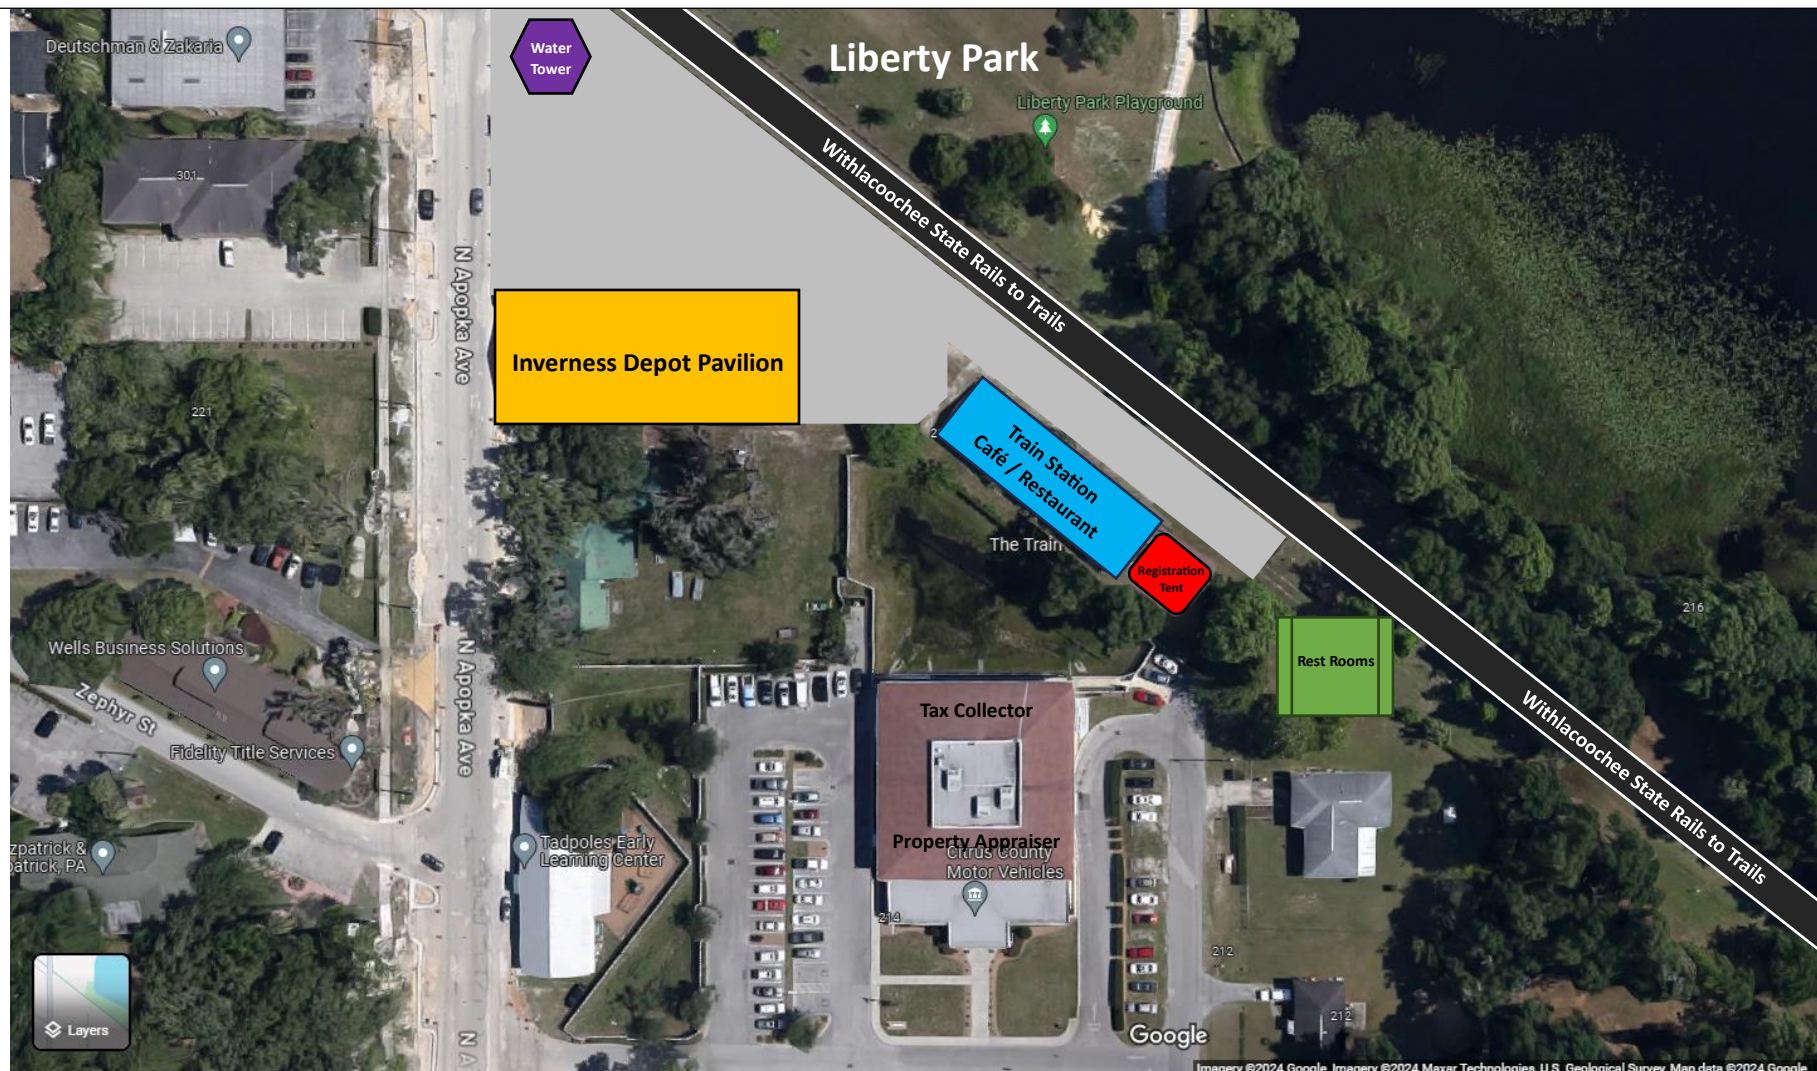 Deutschman & Zakaria
Water
Tower
Liberty Park
Liberty Park Playground
301
Withlacoochee State Rails to Trails
N Apopka Ave
Inverness Depot Pavilion
221
2
Train Station
Café / Restaurant
The Train
Registration
Tent
216
Rest Rooms
Wells Business Solutions
Zephyr St
N Apopka Ave
Fidelity Title Services
Tax Collector
Withlacoochee State Rails to Trails
Tadpoles Early
Learning Center
Property Appraiser
Citrus County
Motor Vehicles
zpatrick &
patrick, PA
214
212
212
Layers
N A
Google
Imagery ©2024 Google, Imagery ©2024 Maxar Technologies, U.S. Geological Survey, Map data ©2024 Google